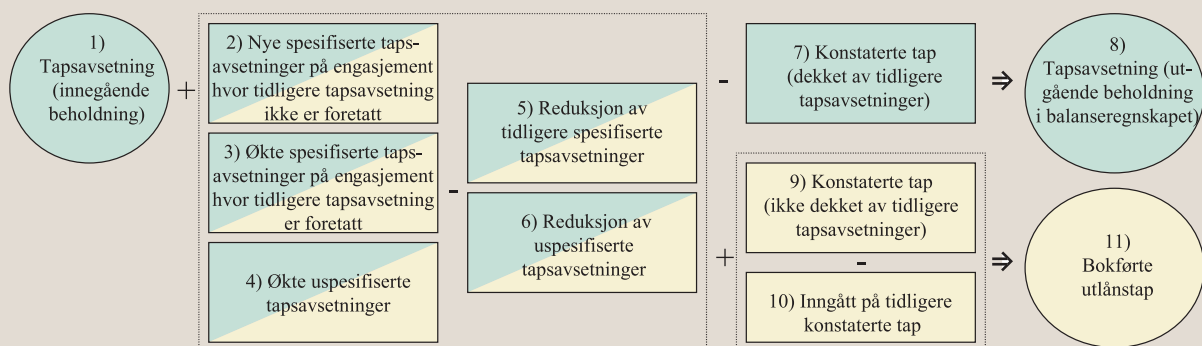 1)
Tapsavsetning
(innegående
beholdning)
+
2) Nye spesifiserte taps-
avsetninger på engasjement
hvor tidligere tapsavsetning
ikke er foretatt
3) Økte spesifiserte taps-
avsetninger på engasjement
hvor tidligere tapsavsetning
er foretatt
4) Økte uspesifiserte
tapsavsetninger
-
5) Reduksjon av
tidligere spesifiserte
tapsavsetninger
6) Reduksjon av
uspesifiserte
tapsavsetninger
-
7) Konstaterte tap
(dekket av tidligere
tapsavsetninger)
⇒
8)
Tapsavsetning (ut-
gående beholdning
i balanseregnskapet)
+
9) Konstaterte tap
(ikke dekket av tidligere
tapsavsetninger)
-
10) Inngått på tidligere
konstaterte tap
⇒
11)
Bokførte
utlånstap